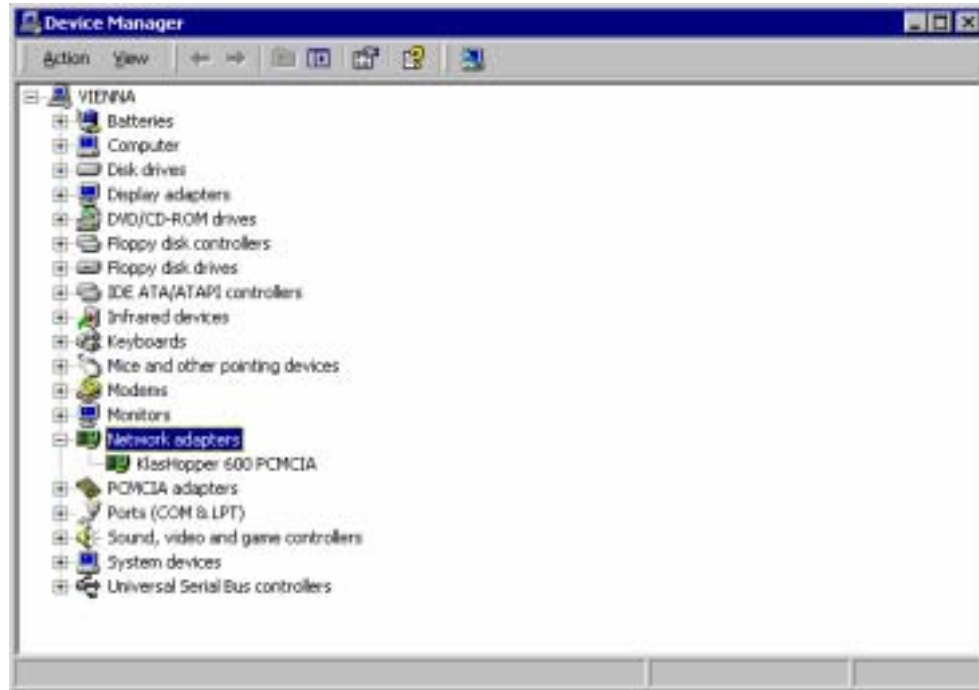 Device Manager
Action View
VIENNA
Batteries
Computer
Disk drives
Display adapters
DVD/CD-ROM drives
Floppy disk controllers
Floppy disk drives
IDE ATA/ATAPI controllers
Infrared devices
Keyboards
Mice and other pointing devices
Modems
Monitors
Network adapters
KlasHopper 600 PCMCIA
PCMCIA adapters
Ports (COM & LPT)
Sound, video and game controllers
System devices
Universal Serial Bus controllers